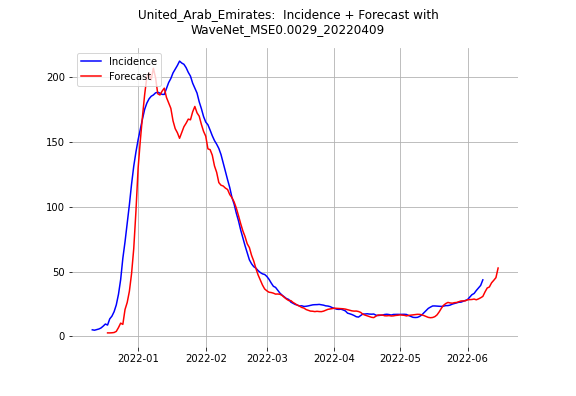 United_Arab_Emirates:  Incidence + Forecast with
WaveNet_MSE0.0029_20220409
Incidence
Forecast
200
150
100
50
0
2022-01 2022-02 2022-03 2022-04 2022-05 2022-06